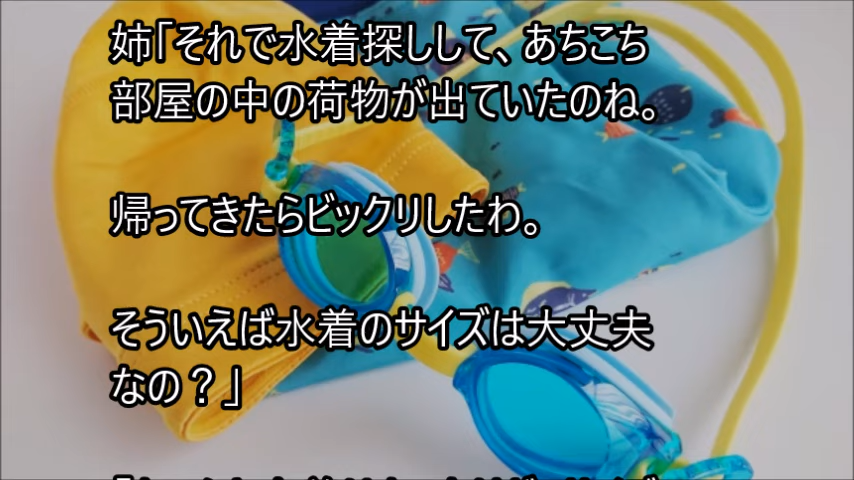 姉「それで水着探しして、あちこち
部屋の中の荷物が出ていたのね。
帰ってきたらビックリしたわ。
そういえば水着のサイズは大丈夫
なの？」